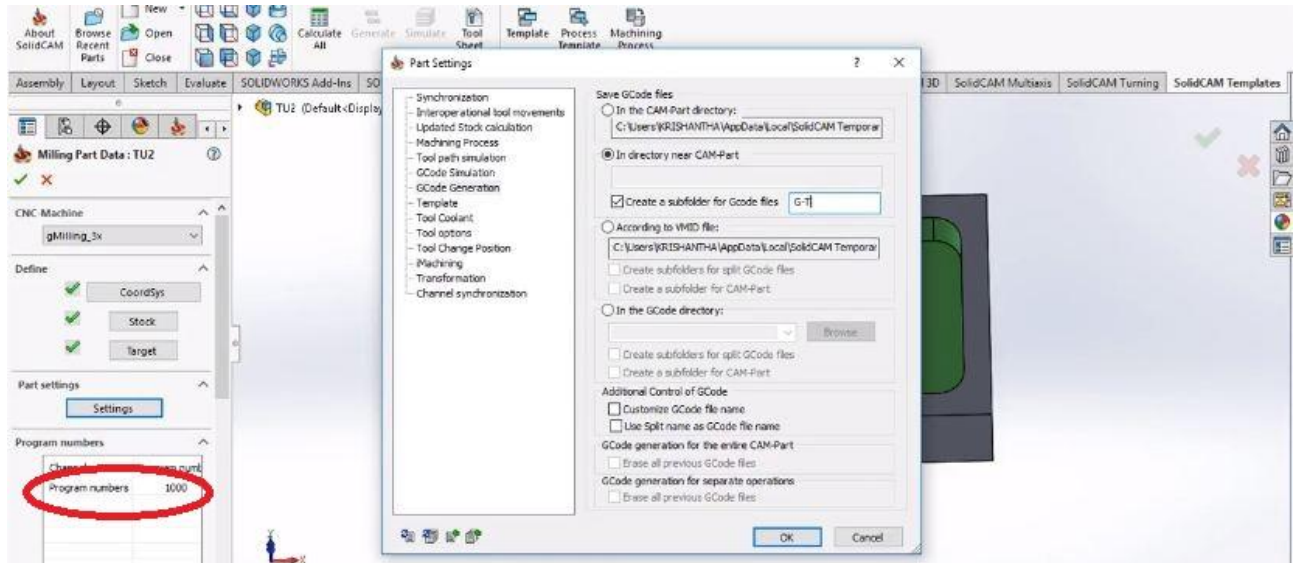 New
About SolidCAM
Browse Recent Parts
Open
Close
Calculate All
Generate
Simulate
Tool Sheet
Template
Process Template
Machining Process
Assembly Layout Sketch Evaluate SOLIDWORKS Add-Ins SO
3D SolidCAM Multiaxis SolidCAM Turning SolidCAM Templates
TU2 (Default<Display
Milling Part Data : TU2
CNC-Machine
gMilling_3x
Define
CoordSys
Stock
Target
Part settings
Settings
Program numbers
Program numbers 1000
Part Settings
? X
Synchronization
Interoperational tool movements
Updated Stock calculation
Machining Process
Tool path simulation
GCode Simulation
GCode Generation
Template
Tool Coolant
Tool options
Tool Change Position
iMachining
Transformation
Channel synchronization
Save GCode files
In the CAM-Part directory:
C:\Users\KRISHANTHA\AppData\Local\SolidCAM Temporar
In directory near CAM-Part
Create a subfolder for Gcode files G-T
According to VMID file:
C:\Users\KRISHANTHA\AppData\Local\SolidCAM Temporar
Create subfolders for split GCode files
Create a subfolder for CAM-Part
In the GCode directory:
Browse
Create subfolders for split GCode files
Create a subfolder for CAM-Part
Additional Control of GCode
Customize GCode file name
Use Split name as GCode file name
GCode generation for the entire CAM-Part
Erase all previous GCode files
GCode generation for separate operations
Erase all previous GCode files
OK Cancel